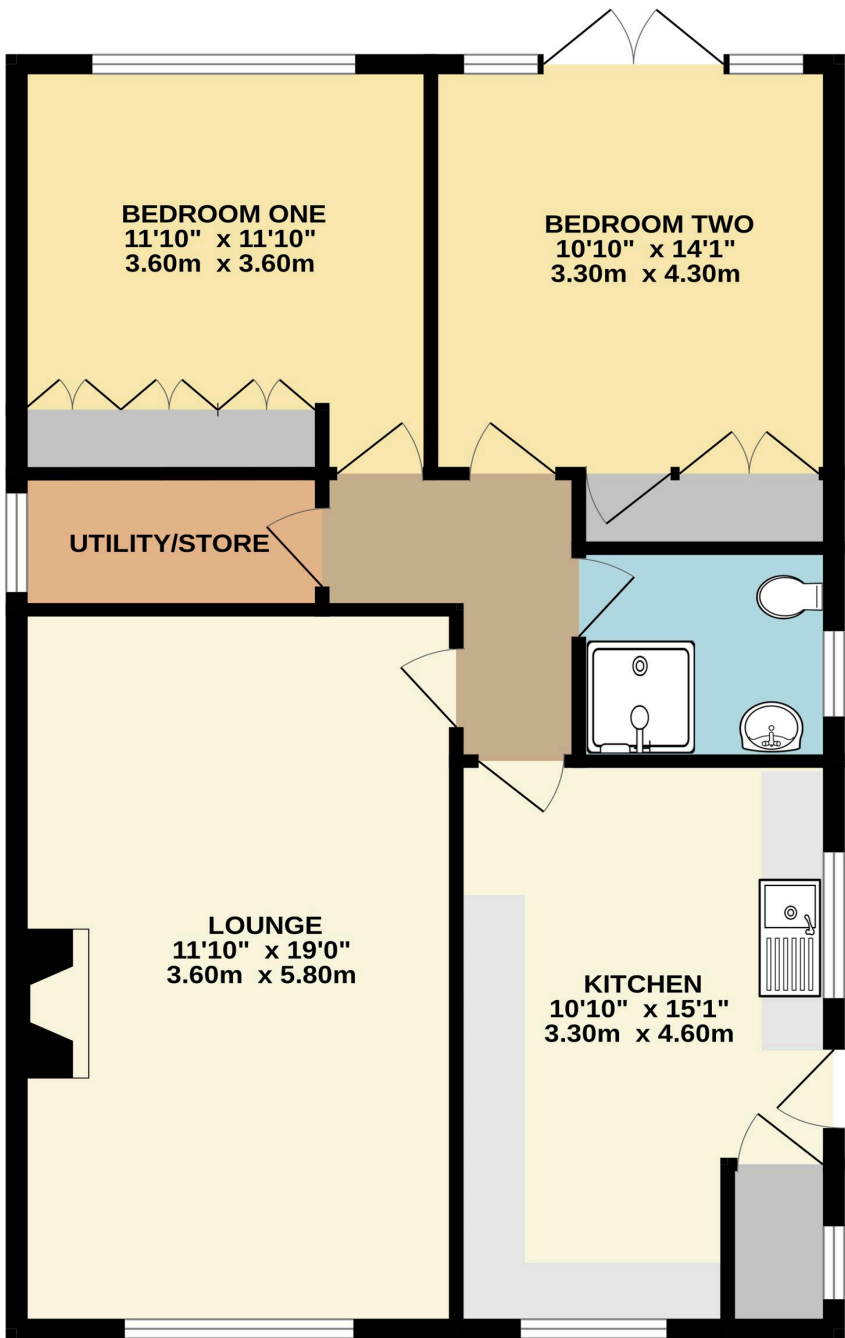 BEDROOM ONE
11'10"  x 11'10"
3.60m  x 3.60m
BEDROOM TWO
10'10"  x 14'1"
3.30m  x 4.30m
UTILITY/STORE
LOUNGE
11'10"  x 19'0"
3.60m  x 5.80m
KITCHEN
10'10"  x 15'1"
3.30m  x 4.60m